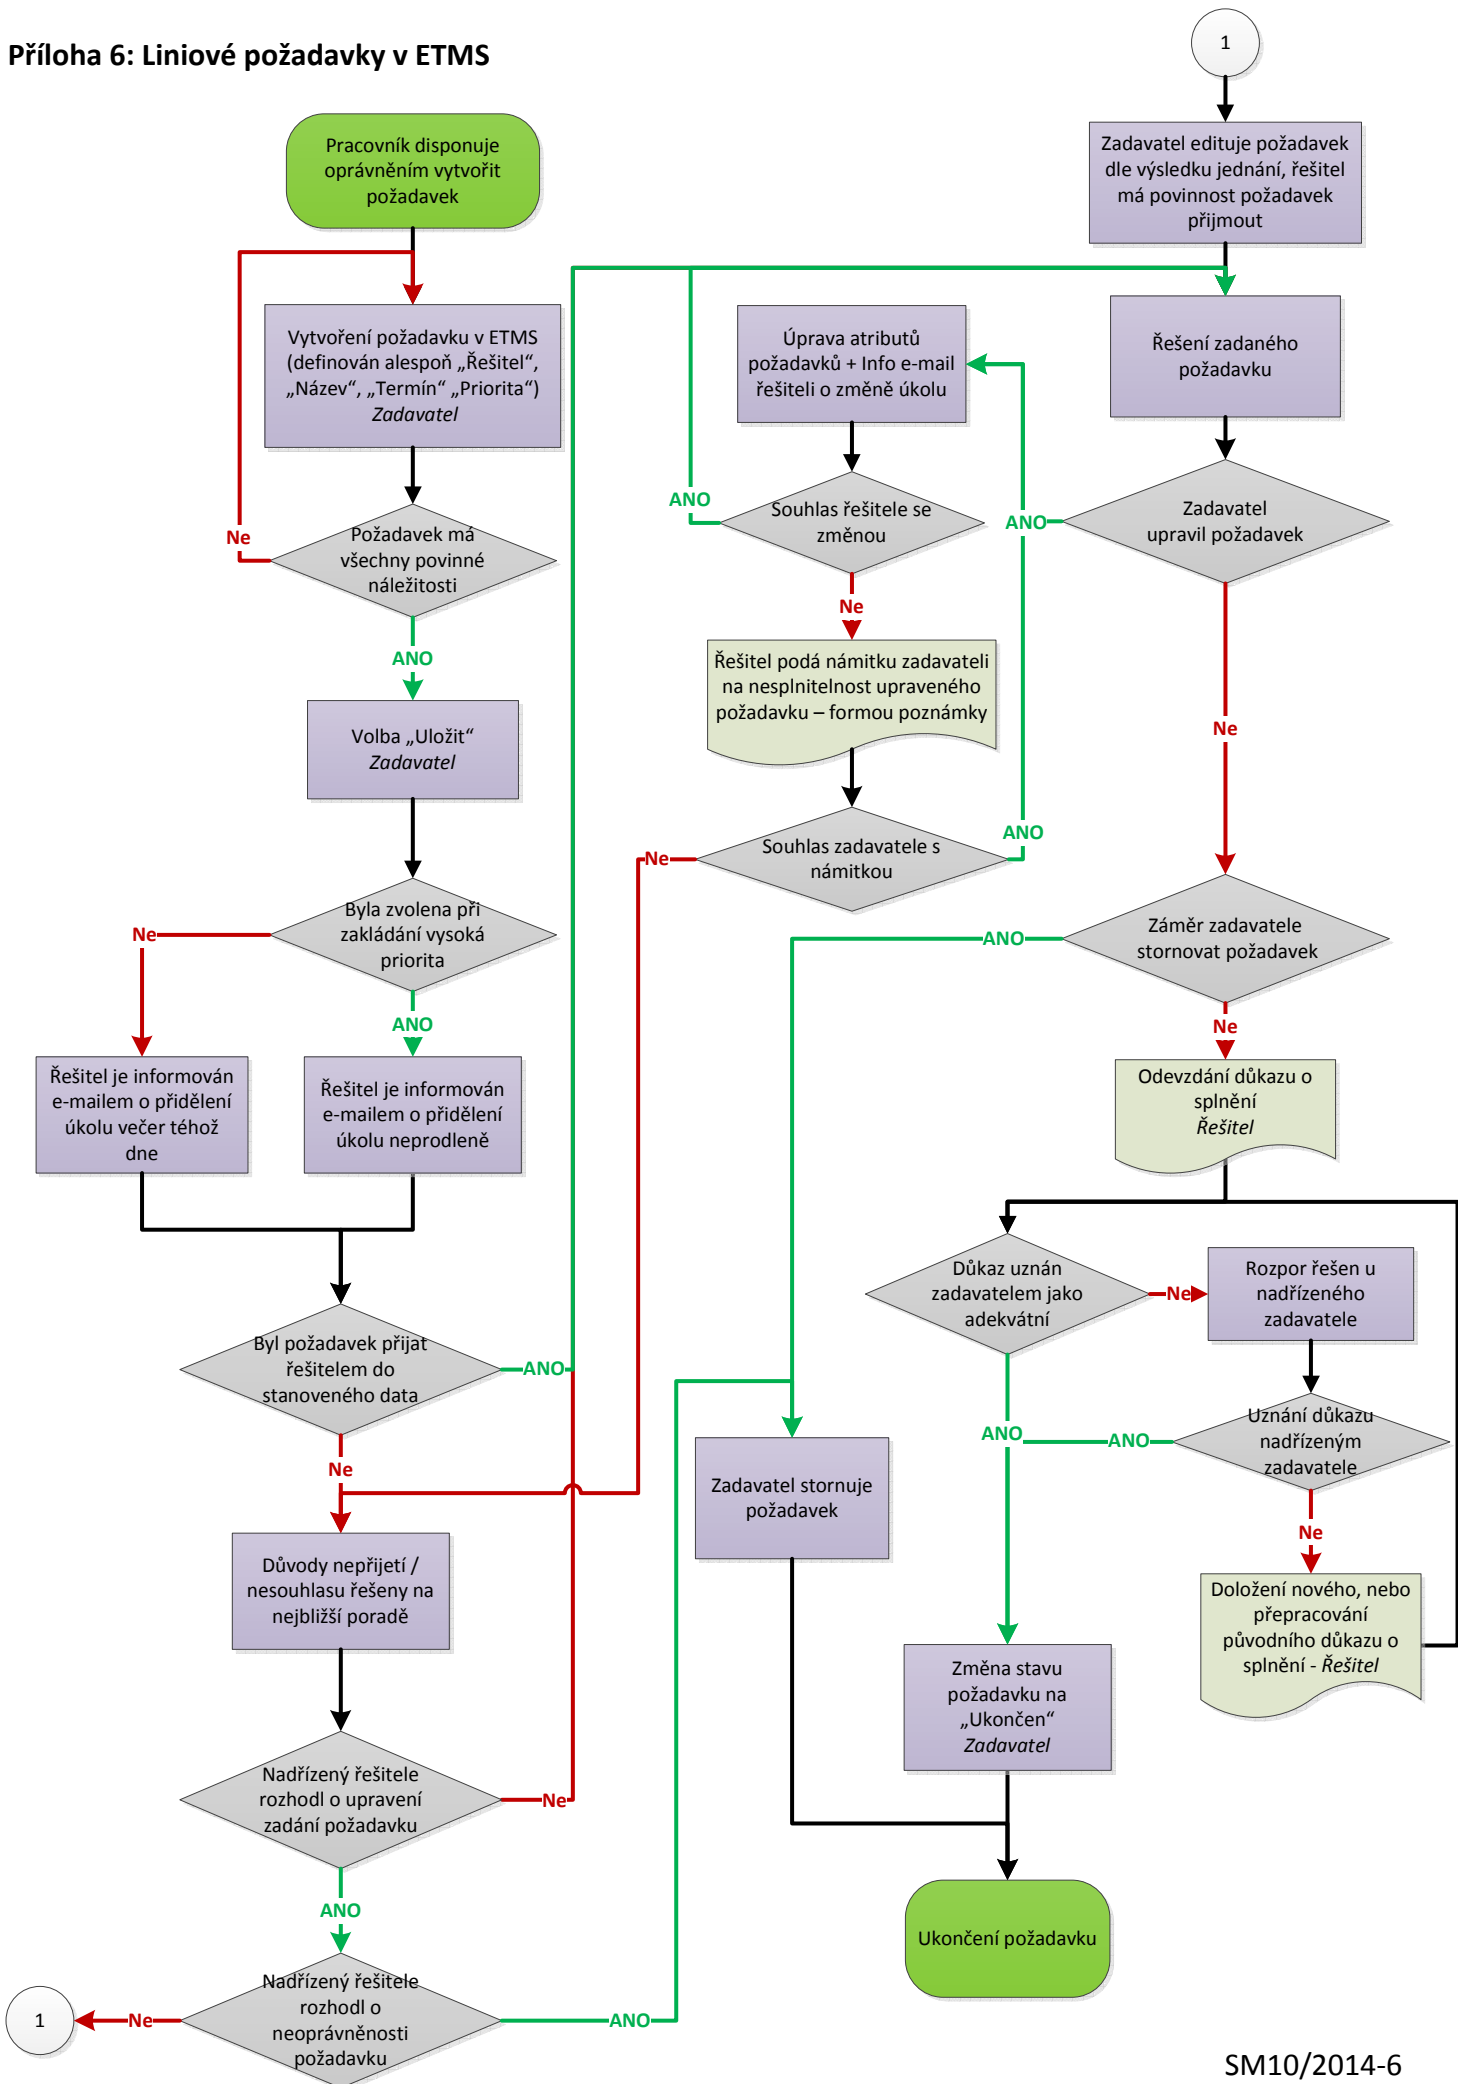 Příloha 6: Liniové požadavky v ETMS
Pracovník disponuje
oprávněním vytvořit
požadavek
Vytvoření požadavku v ETMS
(definován alespoň „Řešitel“,
„Název“, „Termín“ „Priorita“)
Zadavatel
Ne
Požadavek má
všechny povinné
náležitosti
ANO
Volba „Uložit“
Zadavatel
Byla zvolena při
zakládání vysoká
priorita
Ne
ANO
Řešitel je informován
e-mailem o přidělení
úkolu večer téhož
dne
Řešitel je informován
e-mailem o přidělení
úkolu neprodleně
Byl požadavek přijat
řešitelem do
stanoveného data
ANO
Ne
Důvody nepřijetí /
nesouhlasu řešeny na
nejbližší poradě
Nadřízený řešitele
rozhodl o upravení
zadání požadavku
Ne
ANO
Nadřízený řešitele
rozhodl o
neoprávněnosti
požadavku
Ne
1
ANO
Úprava atributů
požadavků + Info e-mail
řešiteli o změně úkolu
ANO
Souhlas řešitele se
změnou
Ne
Řešitel podá námitku zadavateli
na nesplnitelnost upraveného
požadavku – formou poznámky
Souhlas zadavatele s
námitkou
Ne
ANO
1
Zadavatel edituje požadavek
dle výsledku jednání, řešitel
má povinnost požadavek
přijmout
Řešení zadaného
požadavku
Zadavatel
upravil požadavek
ANO
Ne
Záměr zadavatele
stornovat požadavek
ANO
Ne
Odevzdání důkazu o
splnění
Řešitel
Důkaz uznán
zadavatelem jako
adekvátní
Ne
Rozpor řešen u
nadřízeného
zadavatele
ANO
Uznání důkazu
nadřízeným
zadavatele
ANO
Ne
Doložení nového, nebo
přepracování
původního důkazu o
splnění - Řešitel
Zadavatel stornuje
požadavek
Změna stavu
požadavku na
„Ukončen“
Zadavatel
Ukončení požadavku
SM10/2014-6